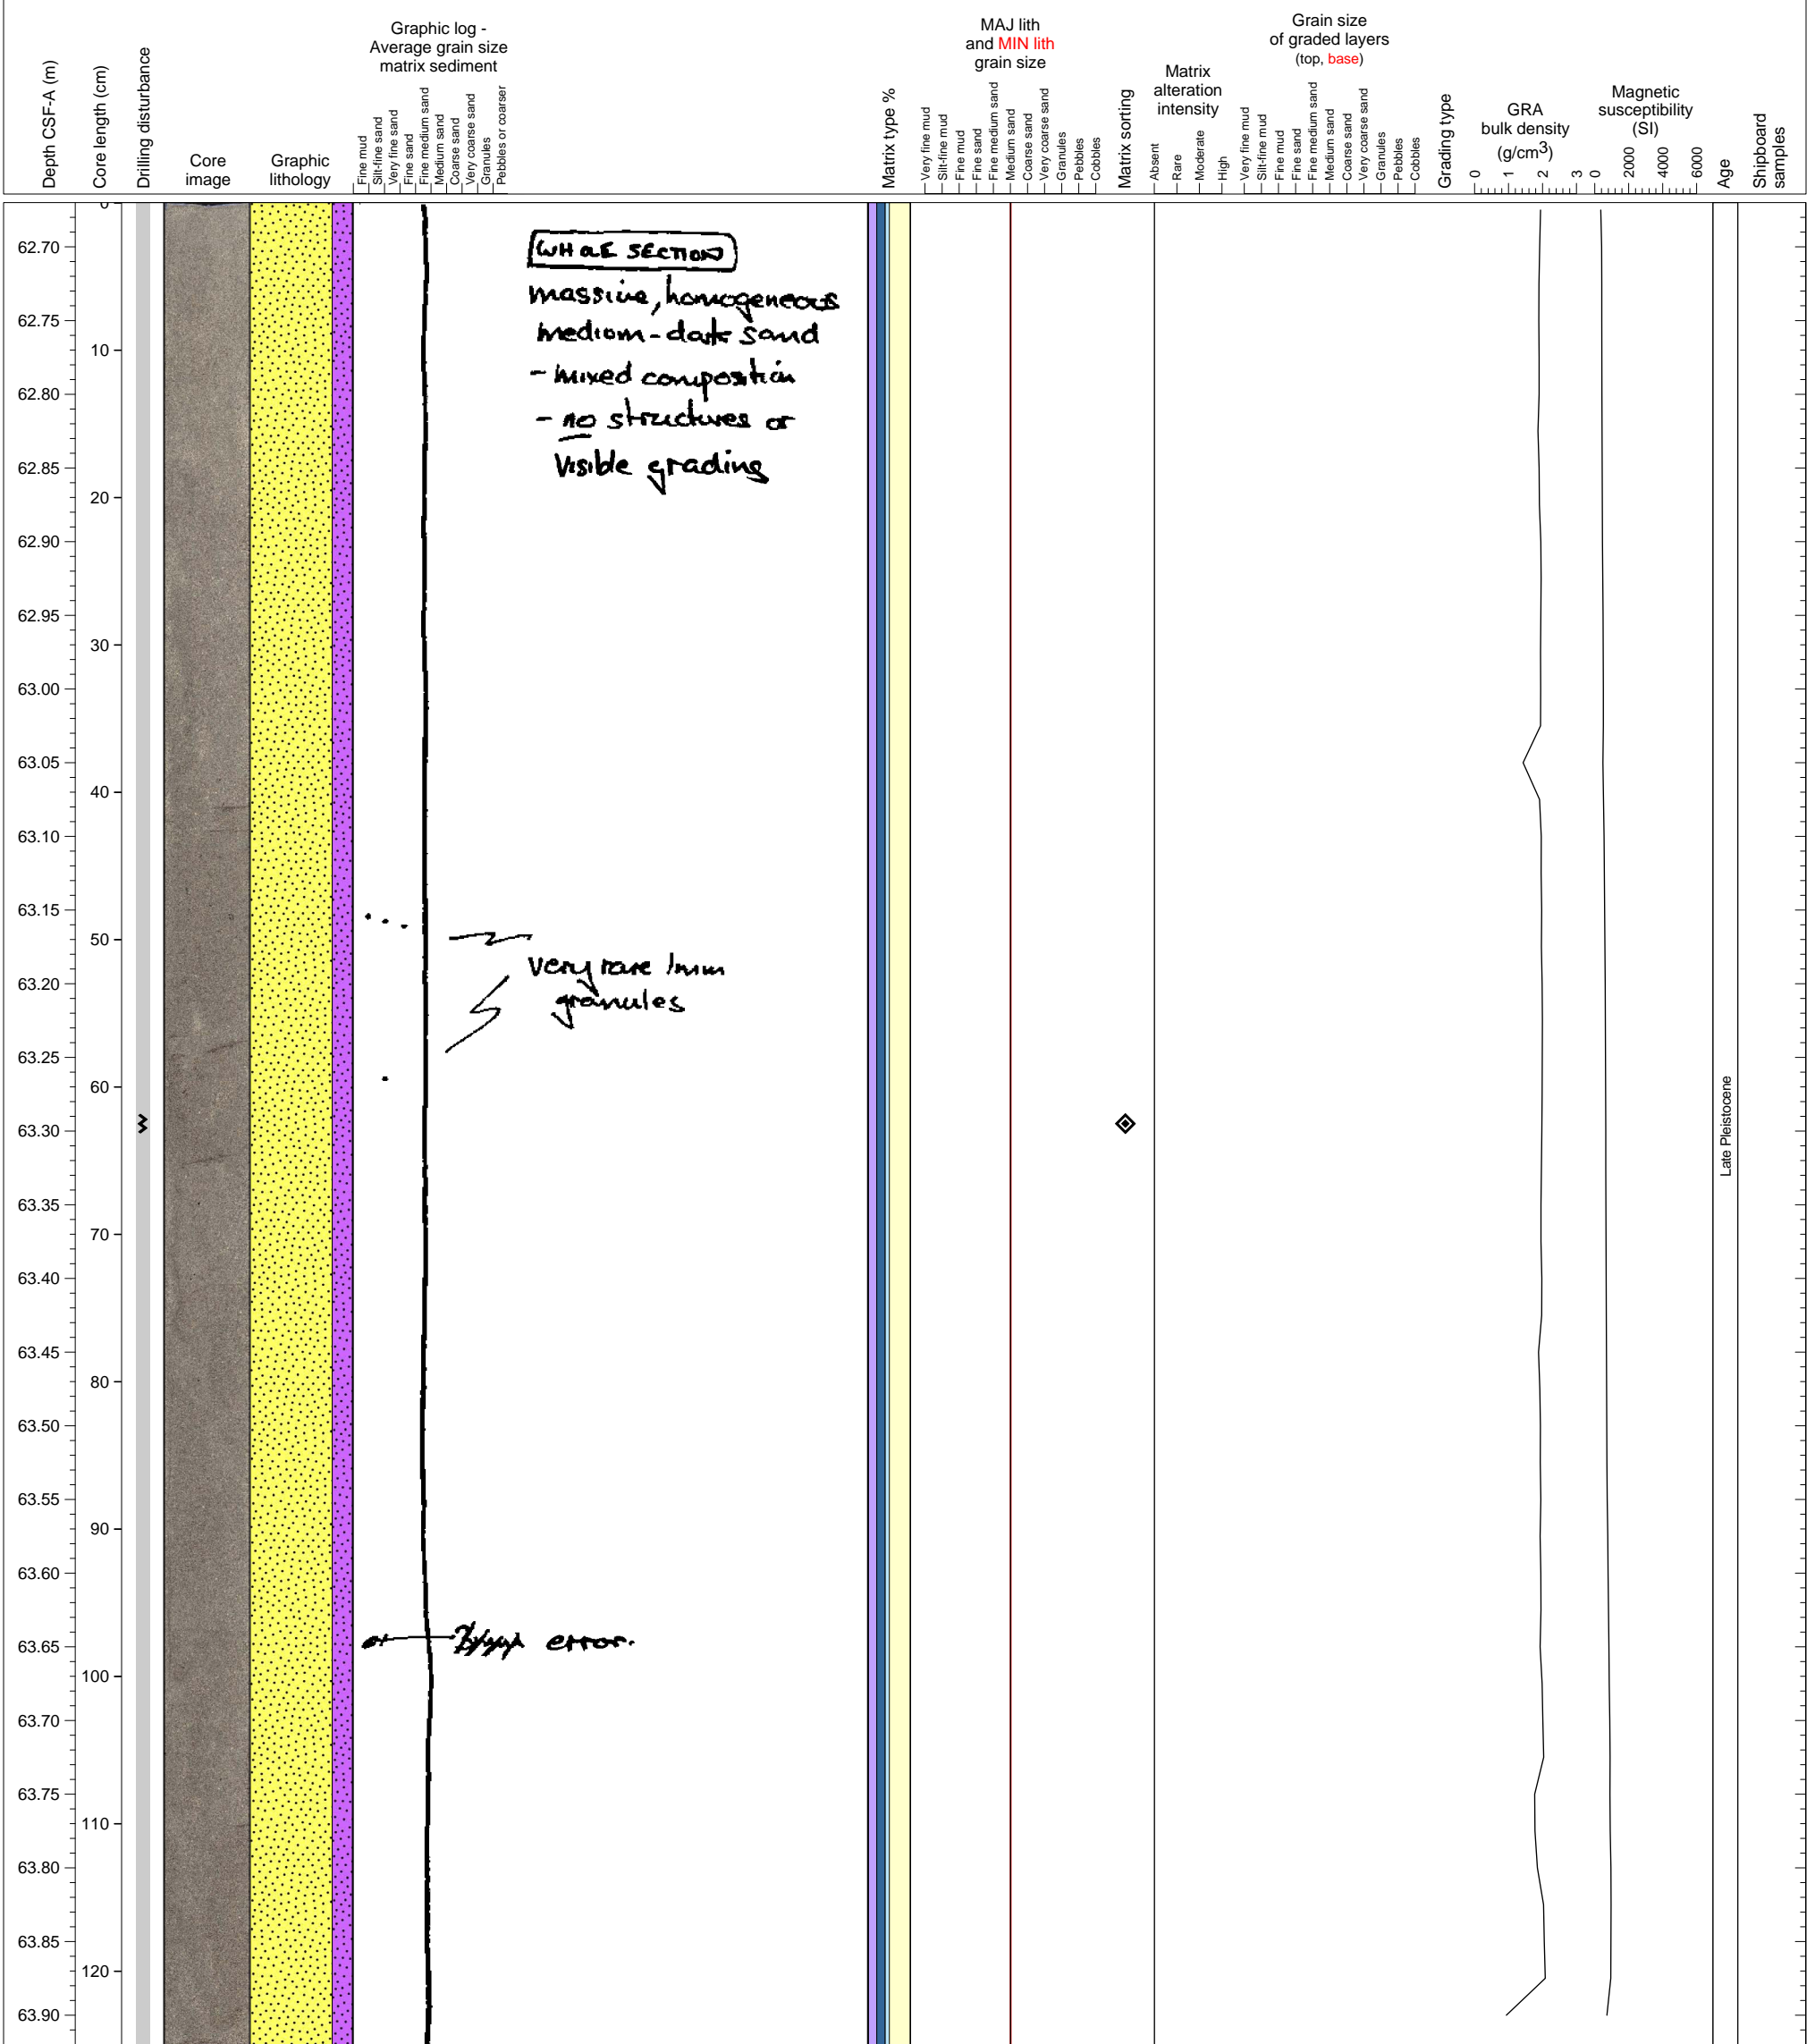 Depth CSF-A (m)
Core length (cm)
Drilling disturbance
Core
image
Graphic
lithology
Graphic log -
Average grain size
matrix sediment
Fine mud
Silt-fine sand
Very fine sand
Fine sand
Fine medium sand
Medium sand
Coarse sand
Very coarse sand
Granules
Pebbles or coarser
Matrix type %
MAJ lith
and MIN lith
grain size
Very fine mud
Silt-fine mud
Fine mud
Fine sand
Fine medium sand
Medium sand
Coarse sand
Very coarse sand
Granules
Pebbles
Cobbles
Matrix sorting
Matrix
alteration
intensity
Absent
Rare
Moderate
High
Grain size
of graded layers
(top, base)
Very fine mud
Silt-fine mud
Fine mud
Fine sand
Fine medium sand
Medium sand
Coarse sand
Very coarse sand
Granules
Pebbles
Cobbles
Grading type
GRA
bulk density
(g/cm3)
0 1 2 3
Magnetic
susceptibility
(SI)
0 2000 4000 6000
Age
Shipboard
samples
0
62.70
62.75
10
62.80
62.85
20
62.90
62.95
30
63.00
63.05
40
63.10
63.15
50
63.20
63.25
60
63.30
63.35
70
63.40
63.45
80
63.50
63.55
90
63.60
63.65
100
63.70
63.75
110
63.80
63.85
120
63.90
WHOLE SECTION
massive, homogeneous
medium-dark sand
- mixed composition
- no structures or
visible grading
very rare 1mm
granules
error.
Late Pleistocene